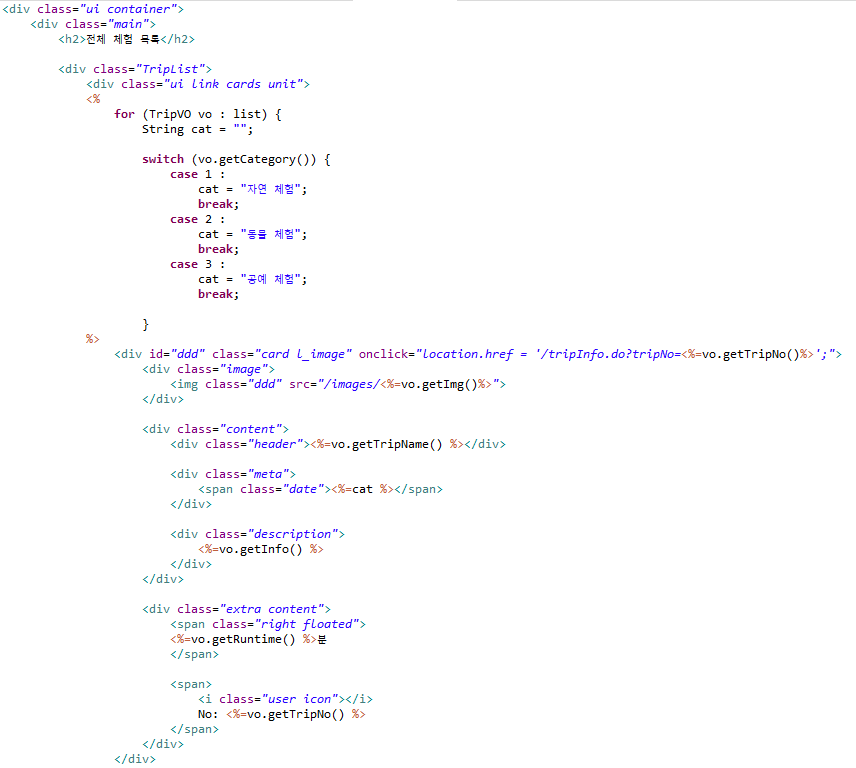 <div class="ui container">
<div class="main">
<h2>전체 체험 목록</h2>
<div class="TripList">
<div class="ui link cards unit">
<%
for (TripVO vo : list) {
String cat = "";
switch (vo.getCategory()) {
case 1 :
cat = "자연 체험";
break;
case 2 :
cat = "동물 체험";
break;
case 3 :
cat = "공예 체험";
break;
}
%>
<div id="ddd" class="card l_image" onclick="location.href = '/tripInfo.do?tripNo=<%=vo.getTripNo()%>';">
<div class="image">
<img class="ddd" src="/images/<%=vo.getImg()%>">
</div>
<div class="content">
<div class="header"><%=vo.getTripName() %></div>
<div class="meta">
<span class="date"><%=cat %></span>
</div>
<div class="description">
<%=vo.getInfo() %>
</div>
</div>
<div class="extra content">
<span class="right floated">
<%=vo.getRuntime() %>분
</span>
<span>
<i class="user icon"></i>
No: <%=vo.getTripNo() %>
</span>
</div>
</div>